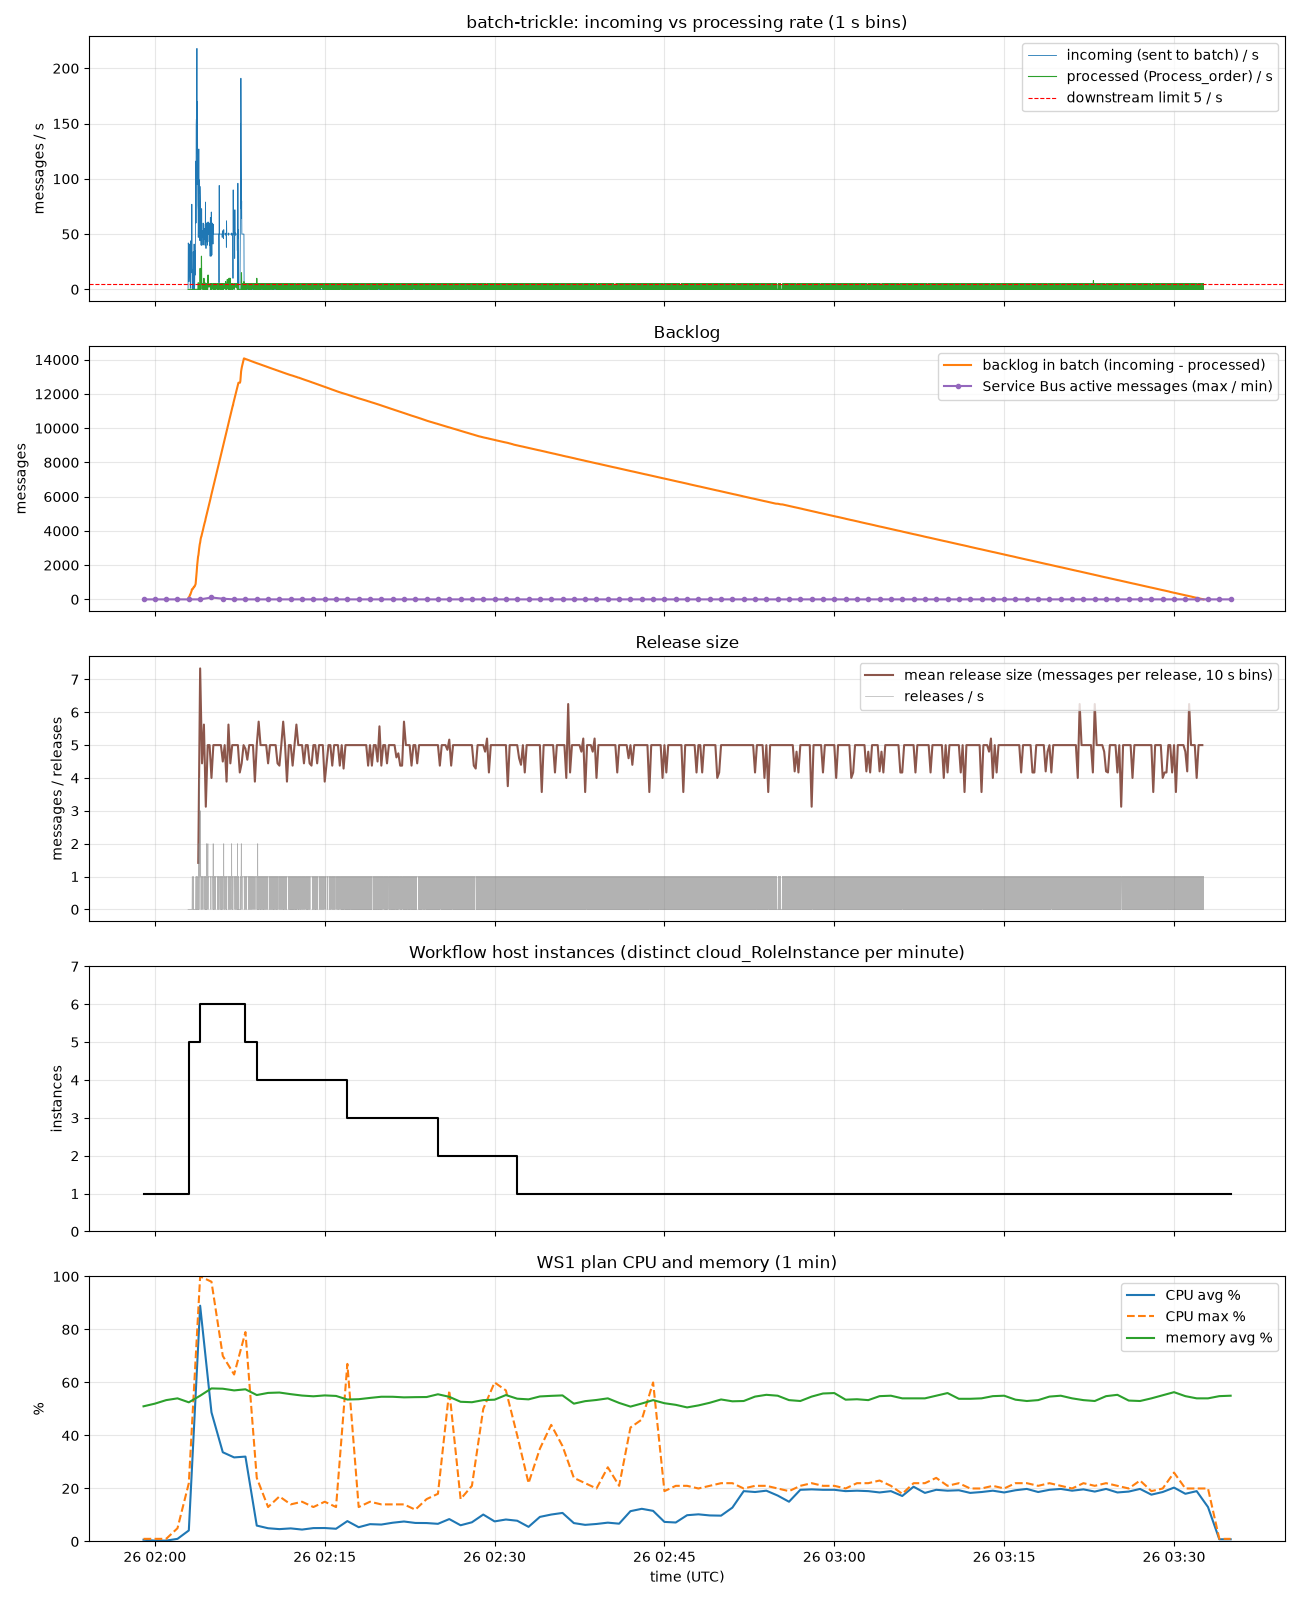 batch-trickle: incoming vs processing rate (1 s bins)
incoming (sent to batch) / s
processed (Process_order) / s
downstream limit 5 / s
messages / s
200
150
100
50
0
Backlog
backlog in batch (incoming - processed)
Service Bus active messages (max / min)
messages
14000
12000
10000
8000
6000
4000
2000
0
Release size
mean release size (messages per release, 10 s bins)
releases / s
messages / releases
7
6
5
4
3
2
1
0
Workflow host instances (distinct cloud_RoleInstance per minute)
instances
7
6
5
4
3
2
1
0
WS1 plan CPU and memory (1 min)
CPU avg %
CPU max %
memory avg %
%
100
80
60
40
20
0
26 02:00 26 02:15 26 02:30 26 02:45 26 03:00 26 03:15 26 03:30
time (UTC)